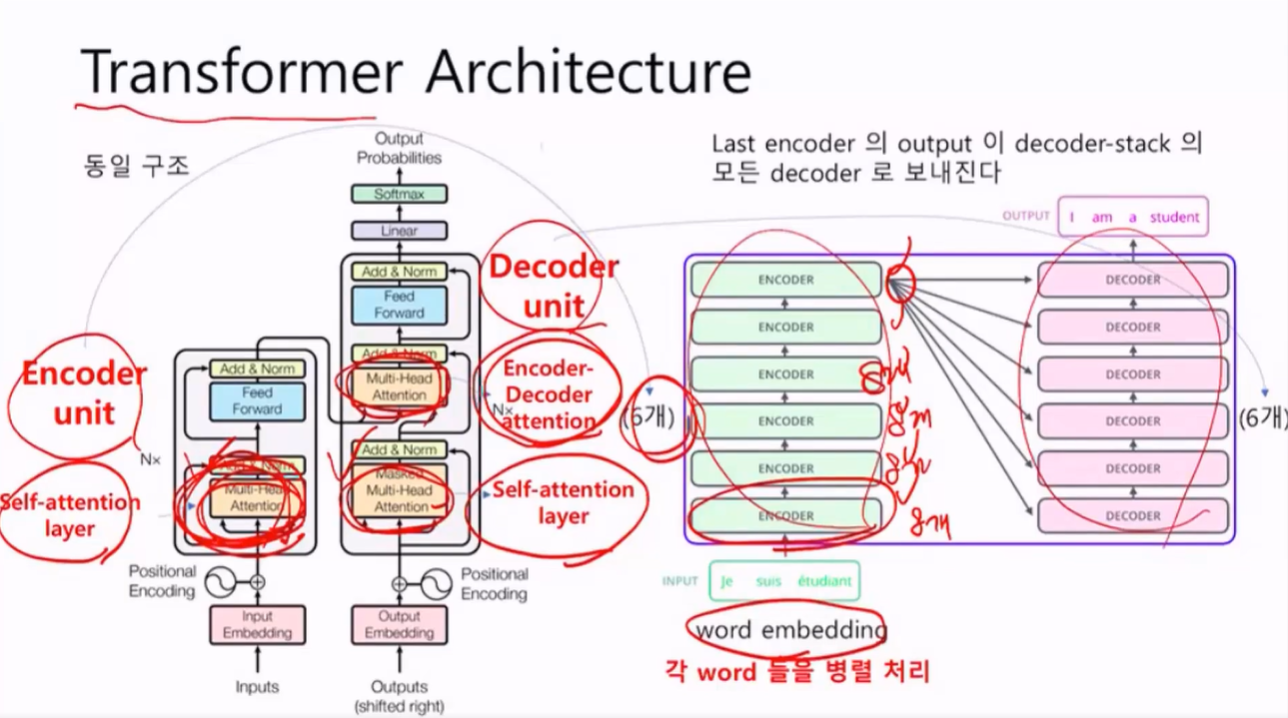 Transformer Architecture
동일 구조
Output
Probabilities
Softmax
Linear
Add & Norm
Feed
Forward
Add & Norm
Multi-Head
Attention
Add & Norm
Masked
Multi-Head
Attention
Nx
Decoder
unit
Encoder-
Decoder
attention
Self-attention
layer
Encoder
unit
Self-attention
layer
Add & Norm
Feed
Forward
Nx
Add & Norm
Multi-Head
Attention
Positional
Encoding
Positional
Encoding
Input
Embedding
Output
Embedding
Inputs
Outputs
(shifted right)
Last encoder 의 output 이 decoder-stack 의
모든 decoder 로 보내진다
OUTPUT
I am a student
ENCODER
ENCODER
ENCODER
ENCODER
ENCODER
ENCODER
DECODER
DECODER
DECODER
DECODER
DECODER
DECODER
(6개)
(6개)
8개
8개
8개
8개
INPUT
Je suis étudiant
word embedding
각 word 들을 병렬 처리